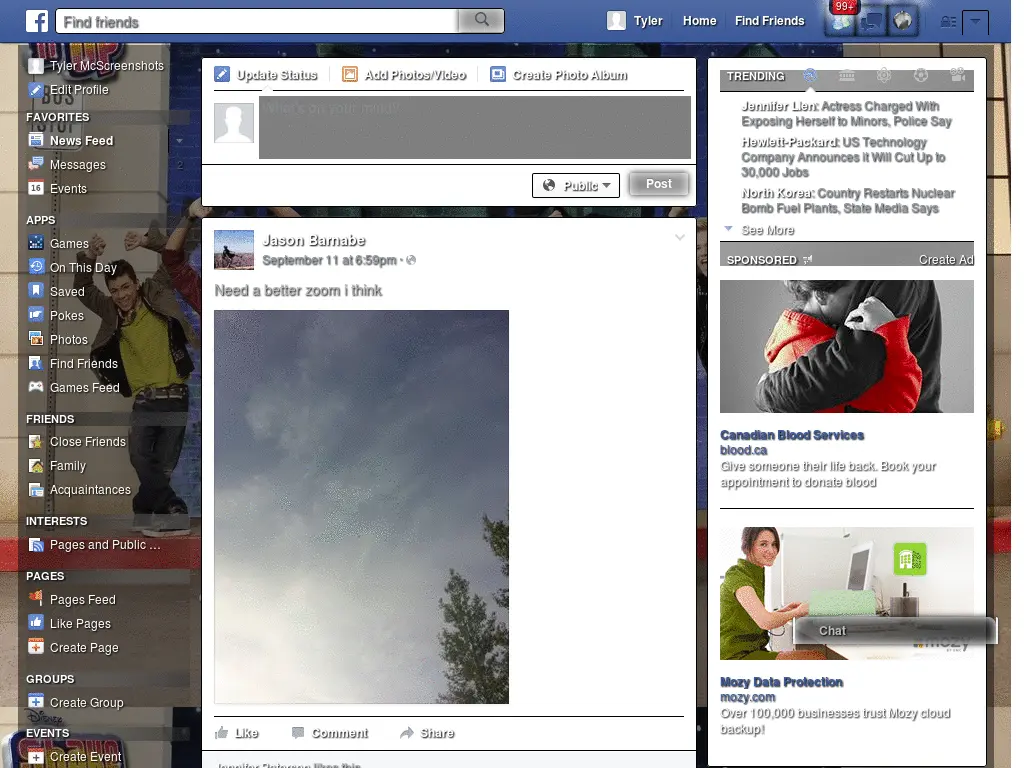 Find friends
Tyler
Home
Find Friends
99+
Tyler McScreenshots
Edit Profile
BUS
STOP
FAVORITES
News Feed
Messages
2
16
Events
APPS
Games
On This Day
Saved
Pokes
Photos
Find Friends
Games Feed
FRIENDS
Close Friends
Family
Acquaintances
INTERESTS
Pages and Public ...
PAGES
Pages Feed
Like Pages
Create Page
GROUPS
Create Group
Disney
EVENTS
Create Event
Update Status
Add Photos/Video
Create Photo Album
What's on your mind?
Public
Post
Jason Barnabe
September 11 at 6:59pm ·
Need a better zoom i think
Like
Comment
Share
Jennifer Peterson likes this.
TRENDING
Jennifer Lien: Actress Charged With
Exposing Herself to Minors, Police Say
Hewlett-Packard: US Technology
Company Announces it Will Cut Up to
30,000 Jobs
North Korea: Country Restarts Nuclear
Bomb Fuel Plants, State Media Says
See More
SPONSORED
Create Ad
Canadian Blood Services
blood.ca
Give someone their life back. Book your
appointment to donate blood
Chat
mozy
Mozy Data Protection
mozy.com
Over 100,000 businesses trust Mozy cloud
backup!